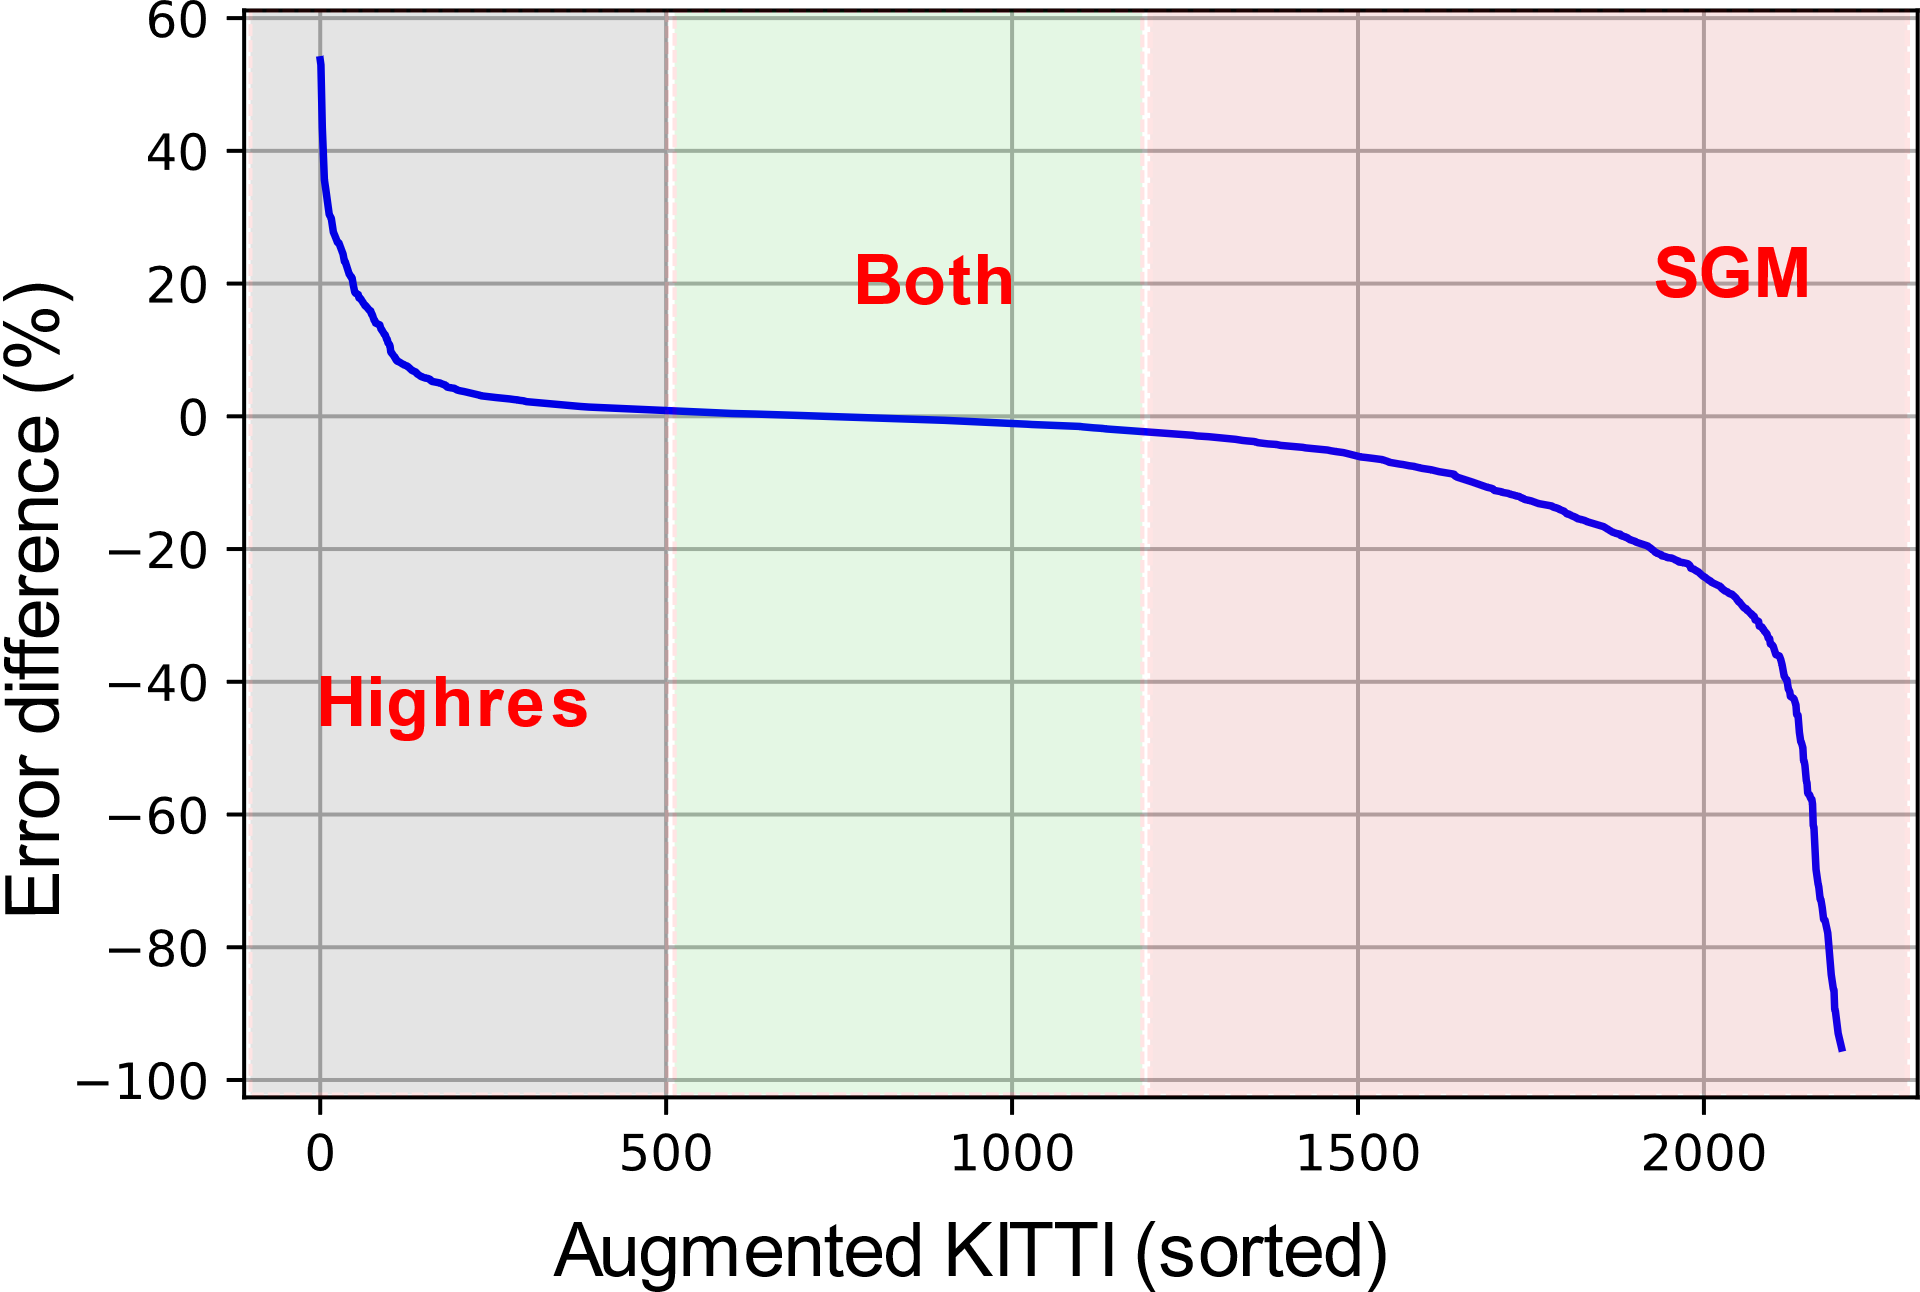 60
40
20
0
−20
−40
−60
−80
−100
Error difference (%)
Both
SGM
Highres
0 500 1000 1500 2000
Augmented KITTI (sorted)